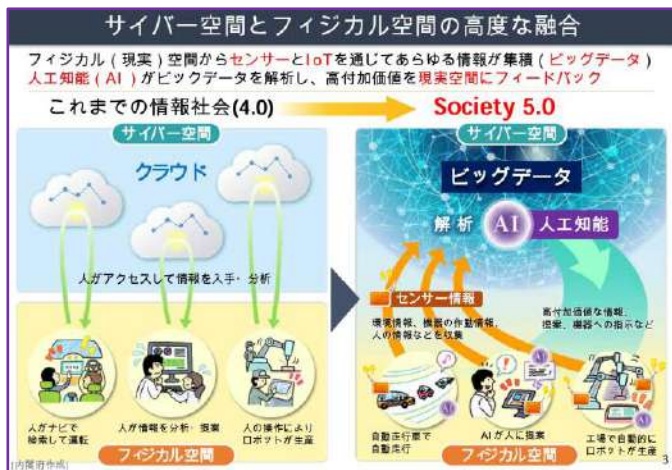 サイバー空間とフィジカル空間の高度な融合
フィジカル(現実)空間からセンサーとIoTを通じてあらゆる情報が集積(ビッグデータ)
人工知能(AI)がビックデータを解析し、高付加価値を現実空間にフィードバック
これまでの情報社会(4.0)
Society 5.0
サイバー空間
クラウド
人がアクセスして情報を入手・分析
人がナビで
検索して運転
人が情報を分析・提案
人の操作により
ロボットが生産
フィジカル空間
サイバー空間
ビッグデータ
解析 AI 人工知能
センサー情報
環境情報、機器の作動情報、
人の情報などを収集
高付加価値な情報、
提案、機器への指示など
AI
AI
AI
自動走行車で
自動走行
AIが人に提案
工場で自動的に
ロボットが生産
フィジカル空間
[内閣府作成]
3